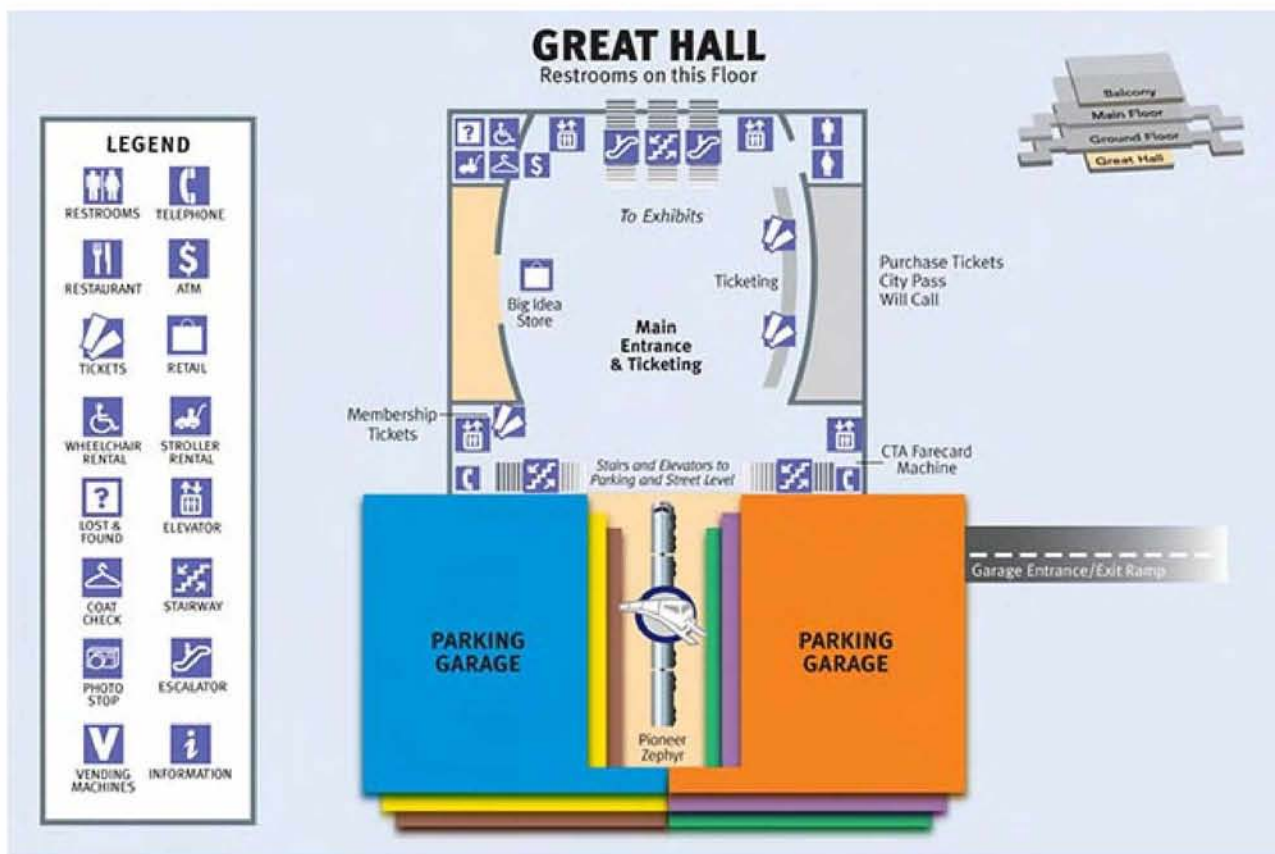 GREAT HALL
Restrooms on this Floor
Balcony
Main Floor
Ground Floor
Great Hall
LEGEND
RESTROOMS
TELEPHONE
RESTAURANT
$
ATM
TICKETS
RETAIL
WHEELCHAIR
RENTAL
STROLLER
RENTAL
?
LOST &
FOUND
ELEVATOR
COAT
CHECK
STAIRWAY
PHOTO
STOP
ESCALATOR
V
VENDING
MACHINES
i
INFORMATION
?
$
To Exhibits
Ticketing
Purchase Tickets
City Pass
Will Call
Big Idea
Store
Main
Entrance
& Ticketing
Membership
Tickets
CTA Farecard
Machine
Stairs and Elevators to
Parking and Street Level
Garage Entrance/Exit Ramp
PARKING
GARAGE
PARKING
GARAGE
Pioneer
Zephyr